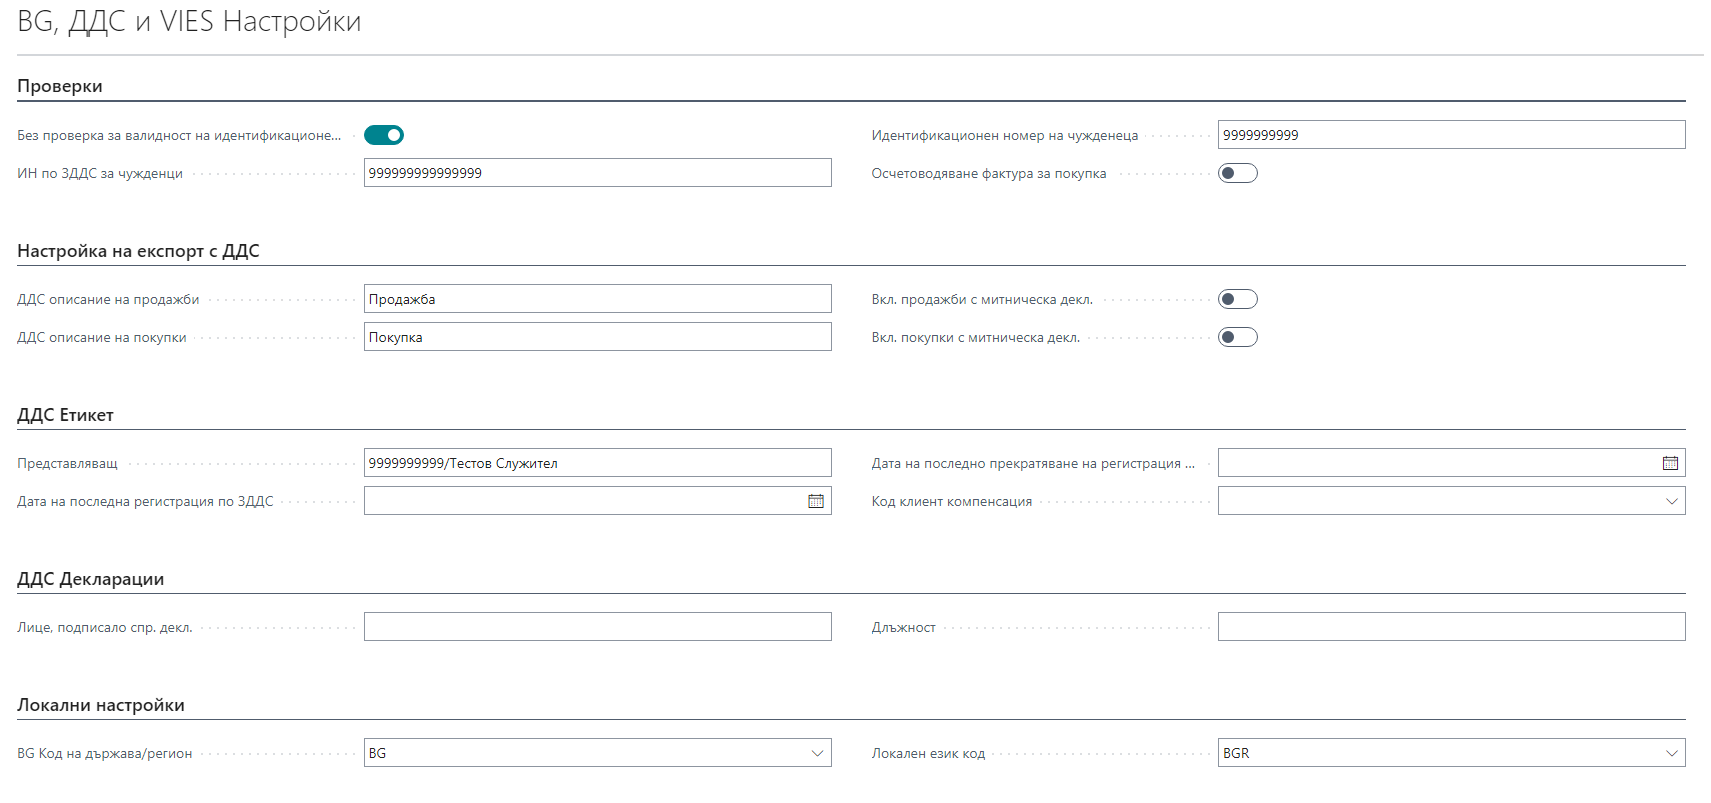 BG, ДДС и VIES Настройки
Проверки
Без проверка за валидност на идентификационе...
Идентификационен номер на чужденеца 9999999999
ИН по ЗДДС за чужденци 999999999999999
Осчетоводяване фактура за покупка
Настройка на експорт с ДДС
ДДС описание на продажби Продажба
Вкл. продажби с митническа декл.
ДДС описание на покупки Покупка
Вкл. покупки с митническа декл.
ДДС Етикет
Представляващ 9999999999/Тестов Служител
Дата на последно прекратяване на регистрация ...
Дата на последна регистрация по ЗДДС
Код клиент компенсация
ДДС Декларации
Лице, подписало спр. декл.
Длъжност
Локални настройки
BG Код на държава/регион BG
Локален език код BGR